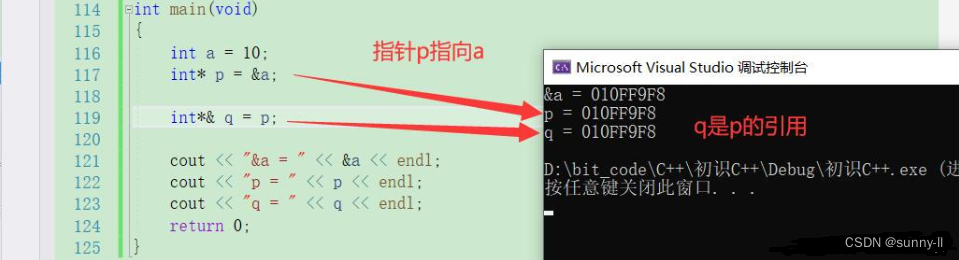 114 int main(void)
115 {
116 int a = 10;
117 int* p = &a;
118
119 int*& q = p;
120
121 cout << "&a = " << &a << endl;
122 cout << "p = " << p << endl;
123 cout << "q = " << q << endl;
124 return 0;
125 }
指针p指向a
Microsoft Visual Studio 调试控制台
&a = 010FF9F8
p = 010FF9F8
q = 010FF9F8
q是p的引用
D:\bit_code\C++\初识C++\Debug\初识C++.exe (进
按任意键关闭此窗口. . .
CSDN @sunny-ll